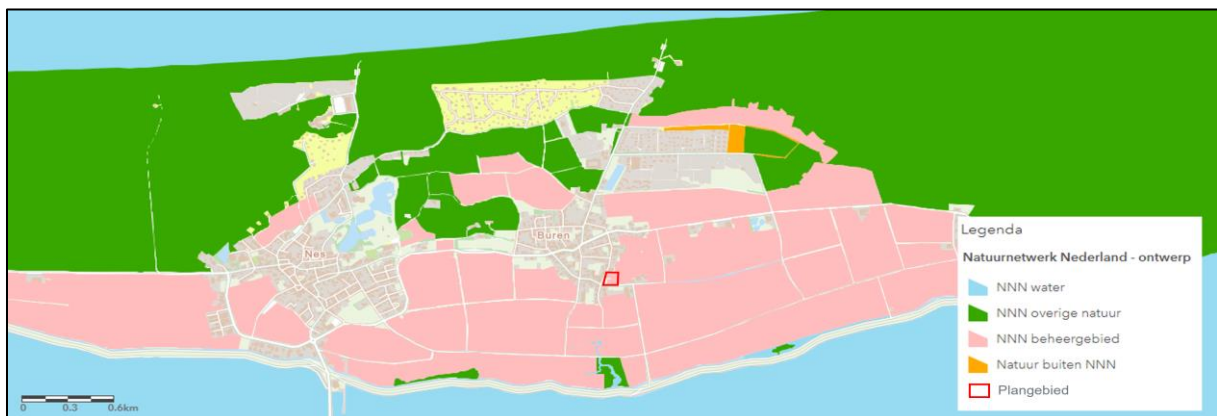 Nes
Buren
Legenda
Natuurnetwerk Nederland - ontwerp
NNN water
NNN overige natuur
NNN beheergebied
Natuur buiten NNN
Plangebied
0 0.3 0.6km